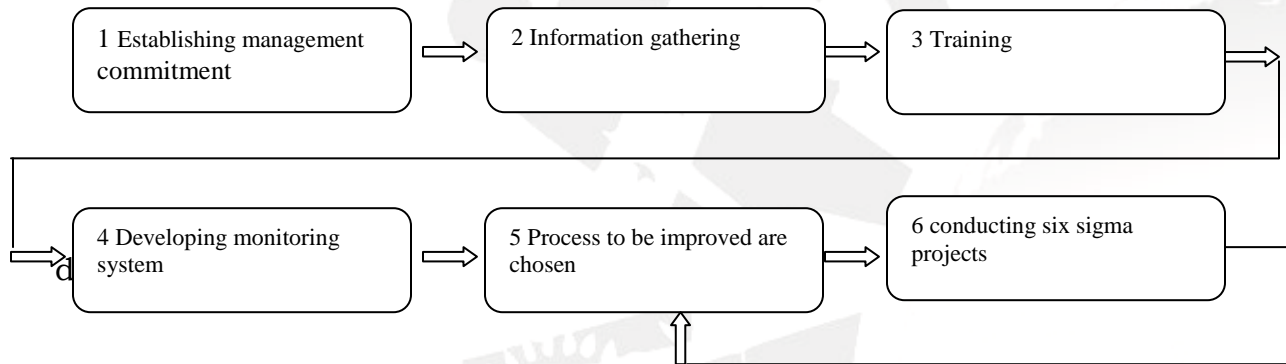 1 Establishing management
commitment
2 Information gathering
3 Training
4 Developing monitoring
system
d
5 Process to be improved are
chosen
6 conducting six sigma
projects